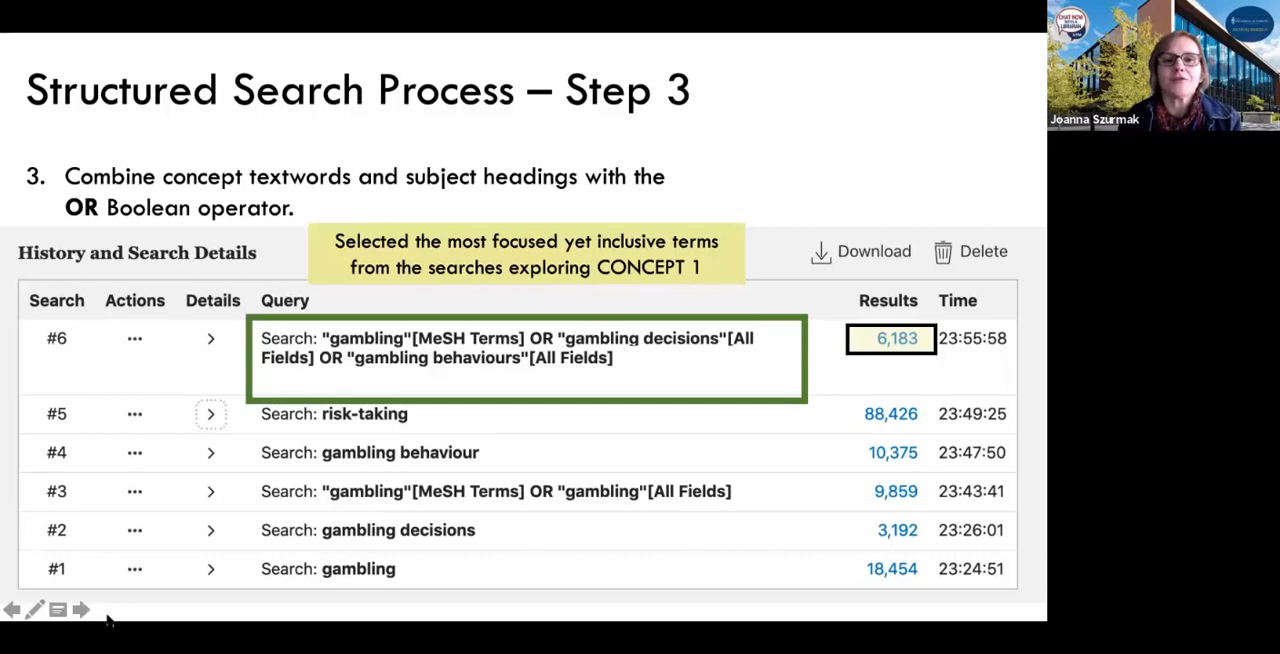 Structured Search Process – Step 3
CHAT NOW
WITH A
LIBRARIAN
Joanna Szurmak
3. Combine concept textwords and subject headings with the
OR Boolean operator.
Selected the most focused yet inclusive terms
from the searches exploring CONCEPT 1
History and Search Details
Download
Delete
Search Actions Details Query Results Time
#6 ... > Search: "gambling"[MeSH Terms] OR "gambling decisions"[All 6,183 23:55:58
Fields] OR "gambling behaviours"[All Fields]
#5 ... > Search: risk-taking 88,426 23:49:25
#4 ... > Search: gambling behaviour 10,375 23:47:50
#3 ... > Search: "gambling"[MeSH Terms] OR "gambling"[All Fields] 9,859 23:43:41
#2 ... > Search: gambling decisions 3,192 23:26:01
#1 ... > Search: gambling 18,454 23:24:51